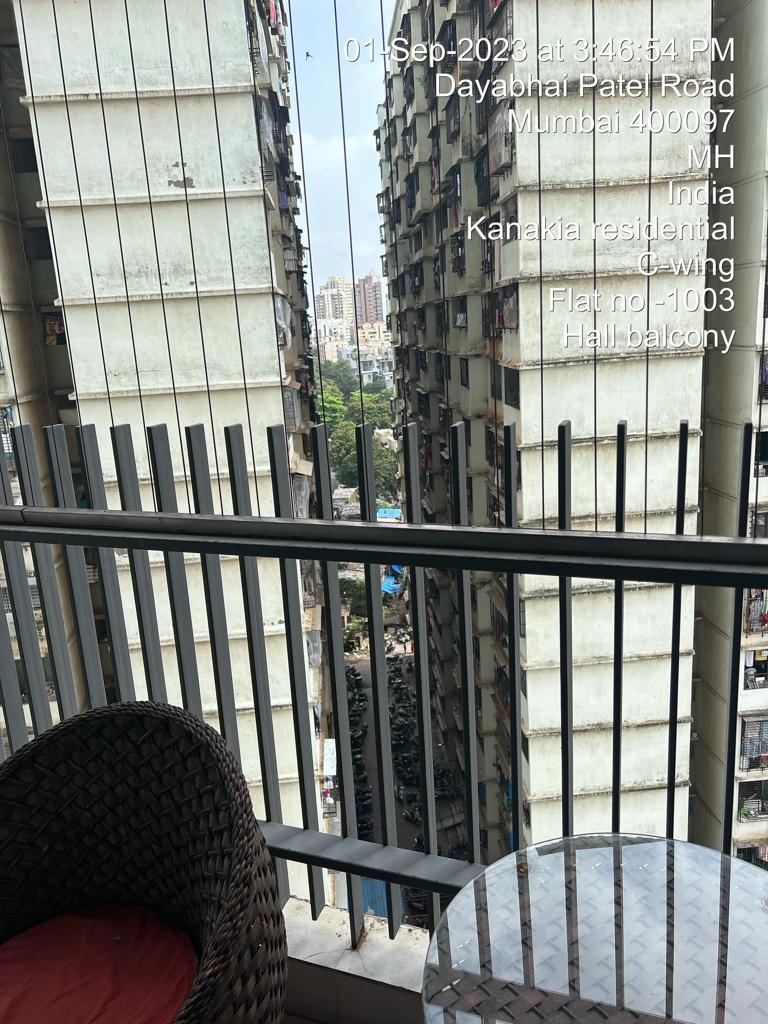 01-Sep-2023 at 3:46:54 PM
Dayabhai Patel Road
Mumbai 400097
MH
India
Kanakia residential
C-wing
Flat no -1003
Hall balcony